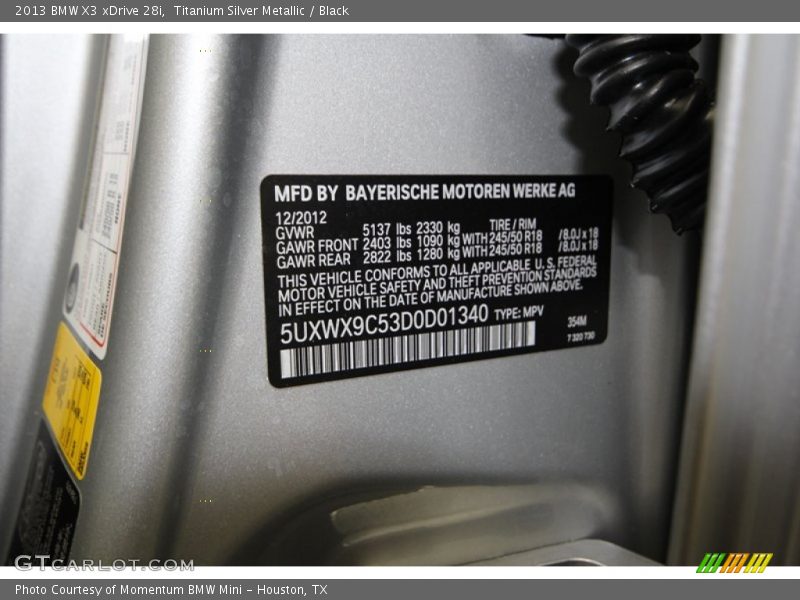 2013 BMW X3 xDrive 28i,  Titanium Silver Metallic / Black
MFD BY BAYERISCHE MOTOREN WERKE AG
12/2012 TIRE / RIM
GVWR 5137 lbs 2330 kg
GAWR FRONT 2403 lbs 1090 kg WITH 245/50 R18 /8.0J x 18
GAWR REAR 2822 lbs 1280 kg WITH 245/50 R18 /8.0J x 18
THIS VEHICLE CONFORMS TO ALL APPLICABLE U.S. FEDERAL
MOTOR VEHICLE SAFETY AND THEFT PREVENTION STANDARDS
IN EFFECT ON THE DATE OF MANUFACTURE SHOWN ABOVE.
5UXWX9C53D0D01340 TYPE: MPV 354M
7 320 730
GTCARLOT.COM
Photo Courtesy of Momentum BMW Mini - Houston, TX